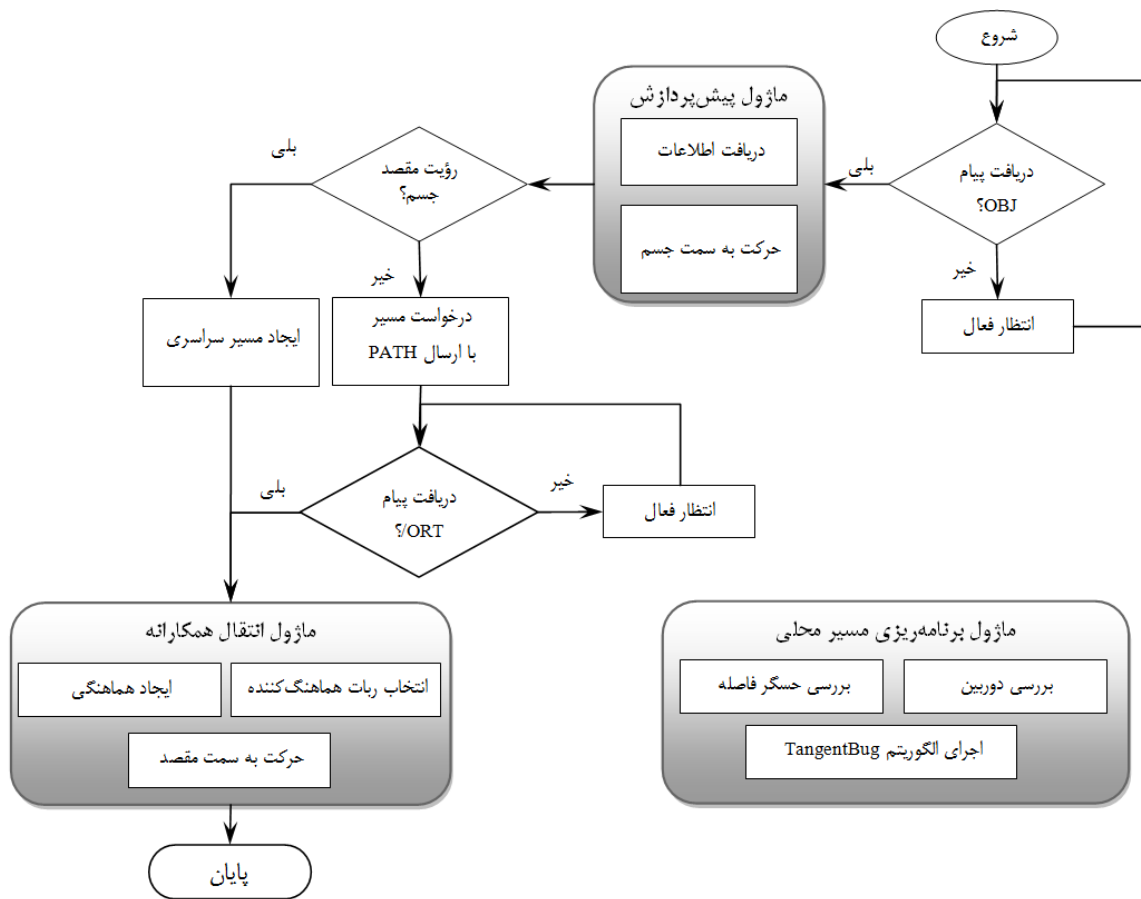 شروع
دریافت پیام
OBJ؟
بلی
خیر
انتظار فعال
ماژول پیش‌پردازش
دریافت اطلاعات
حرکت به سمت جسم
رؤیت مقصد
جسم؟
بلی
خیر
ایجاد مسیر سراسری
درخواست مسیر
با ارسال PATH
دریافت پیام
ORT/؟
بلی
خیر
انتظار فعال
ماژول انتقال همکارانه
انتخاب ربات هماهنگ‌کننده
ایجاد هماهنگی
حرکت به سمت مقصد
پایان
ماژول برنامه‌ریزی مسیر محلی
بررسی دوربین
بررسی حسگر فاصله
اجرای الگوریتم TangentBug